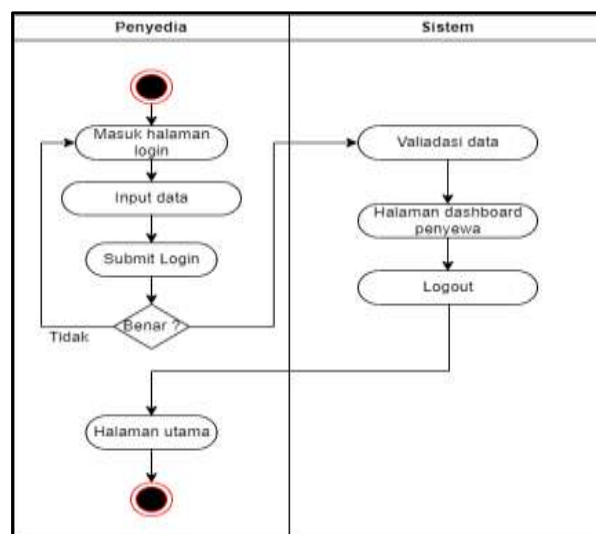 Penyedia
Sistem
Masuk halaman
login
Input data
Submit Login
Benar ?
Tidak
Valiadasi data
Halaman dashboard
penyewa
Logout
Halaman utama